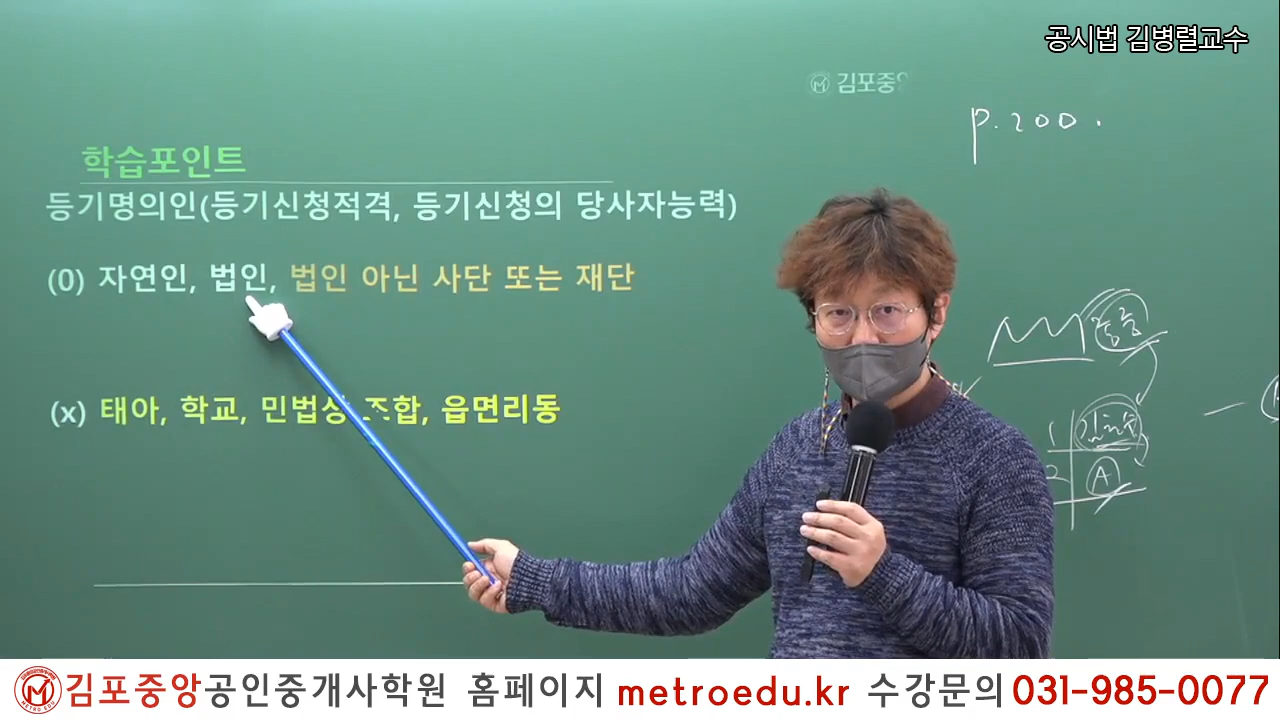 공시법 김병렬교수
김포중앙
p.200.
학습포인트
등기명의인(등기신청적격, 등기신청의 당사자능력)
(0) 자연인, 법인, 법인 아닌 사단 또는 재단
(x) 태아, 학교, 민법상 조합, 읍면리동
1
2 A
김포중앙공인중개사학원 홈페이지 metroedu.kr 수강문의 031-985-0077